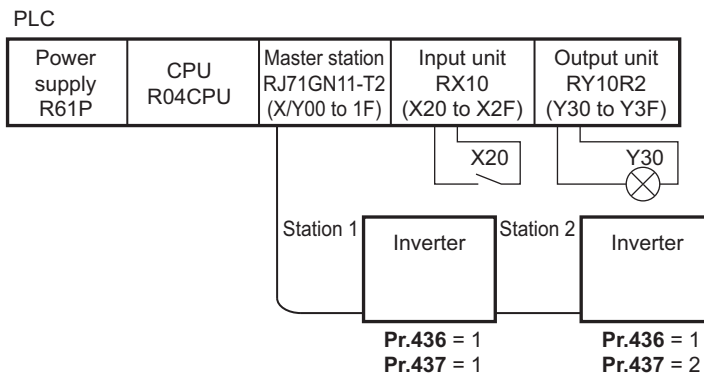 PLC
Power
supply
R61P
CPU
R04CPU
Master station
RJ71GN11-T2
(X/Y00 to 1F)
Input unit
RX10
(X20 to X2F)
Output unit
RY10R2
(Y30 to Y3F)
X20
Y30
Station 1
Inverter
Station 2
Inverter
Pr.436 = 1
Pr.437 = 1
Pr.436 = 1
Pr.437 = 2